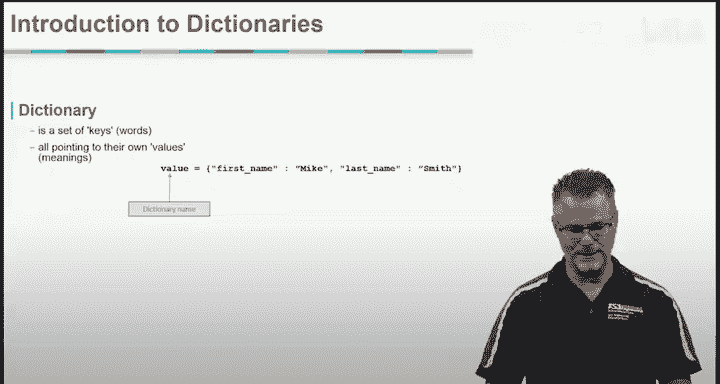 Introduction to Dictionaries
Dictionary
– is a set of 'keys' (words)
– all pointing to their own 'values'
(meanings)
value = {"first_name" : “Mike", "last_name" : “Smith"}
Dictionary name